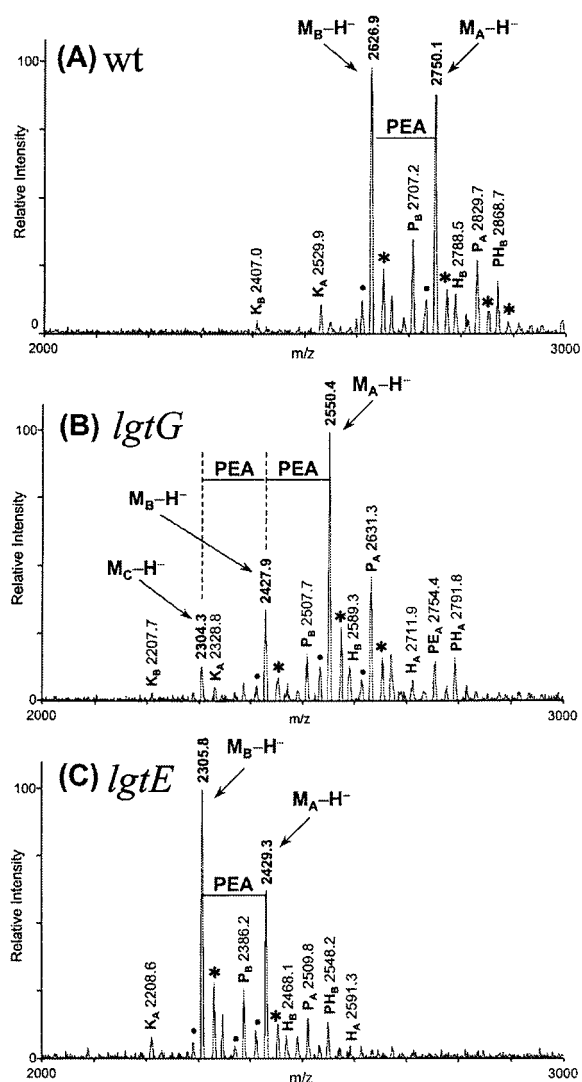 (A) wt
M_B–H⁻
M_A–H⁻
2626.9
2750.1
PEA
K_B 2407.0
K_A 2529.9
•
*
P_B 2707.2
•
*
H_B 2788.5
P_A 2829.7
*
PH_B 2868.7
*
Relative Intensity
100
0
2000
m/z
3000
(B) lgtG
M_A–H⁻
2550.4
PEA
PEA
M_B–H⁻
2427.9
M_C–H⁻
2304.3
K_B 2207.7
K_A 2328.8
•
*
P_B 2507.7
•
*
H_B 2589.3
•
P_A 2631.3
*
H_A 2711.9
PE_A 2754.4
PH_A 2791.8
Relative Intensity
100
0
2000
m/z
3000
(C) lgtE
M_B–H⁻
2305.8
M_A–H⁻
2429.3
PEA
K_A 2208.6
•
*
•
P_B 2386.2
•
*
H_B 2468.1
P_A 2509.8
PH_B 2548.2
H_A 2591.3
Relative Intensity
100
0
2000
m/z
3000